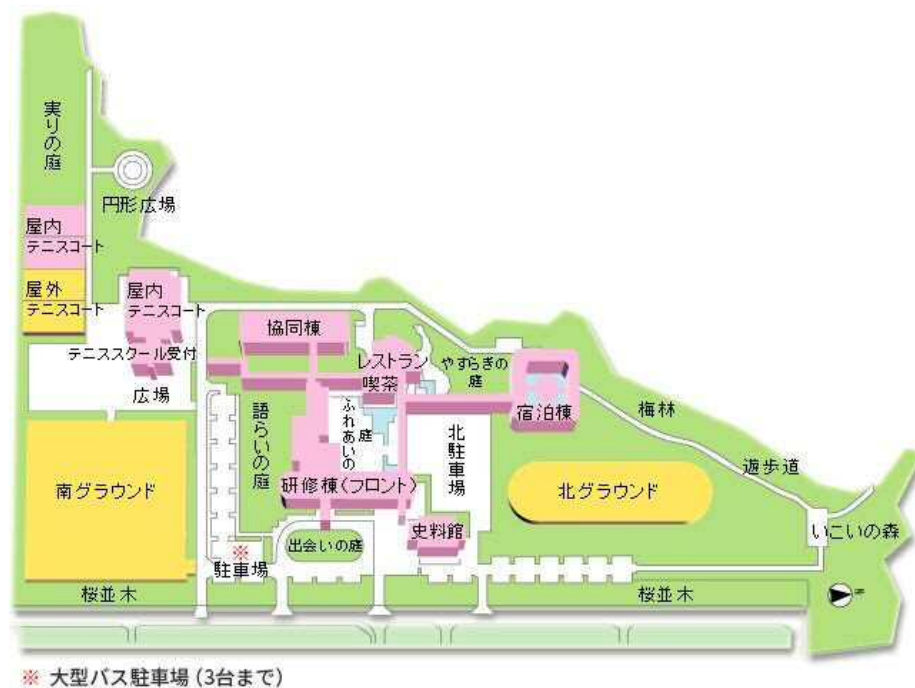 実りの庭
円形広場
屋内
テニスコート
屋外
テニスコート
屋内
テニスコート
テニススクール受付
広場
協同棟
レストラン
喫茶
やすらぎの
庭
宿泊棟
梅林
遊歩道
いこいの森
語らいの庭
ふれあいの
庭
北駐車場
南グラウンド
研修棟(フロント)
北グラウンド
史料館
出会いの庭
※
駐車場
桜並木
桜並木
※ 大型バス駐車場 (3台まで)